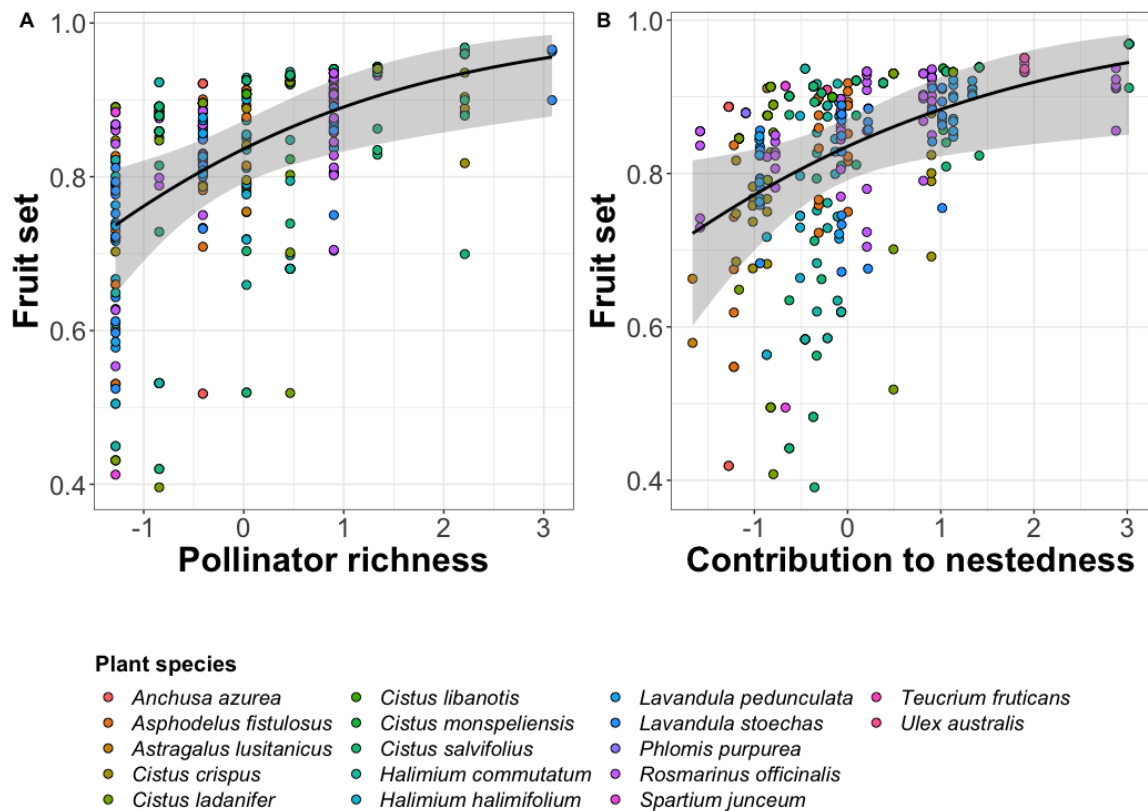 A
B
1.0
0.8
0.6
0.4
Fruit set
-1 0 1 2 3
Pollinator richness
1.0
0.8
0.6
0.4
Fruit set
-1 0 1 2 3
Contribution to nestedness
Plant species
Anchusa azurea
Asphodelus fistulosus
Astragalus lusitanicus
Cistus crispus
Cistus ladanifer
Cistus libanotis
Cistus monspeliensis
Cistus salvifolius
Halimium commutatum
Halimium halimifolium
Lavandula pedunculata
Lavandula stoechas
Phlomis purpurea
Rosmarinus officinalis
Spartium junceum
Teucrium fruticans
Ulex australis